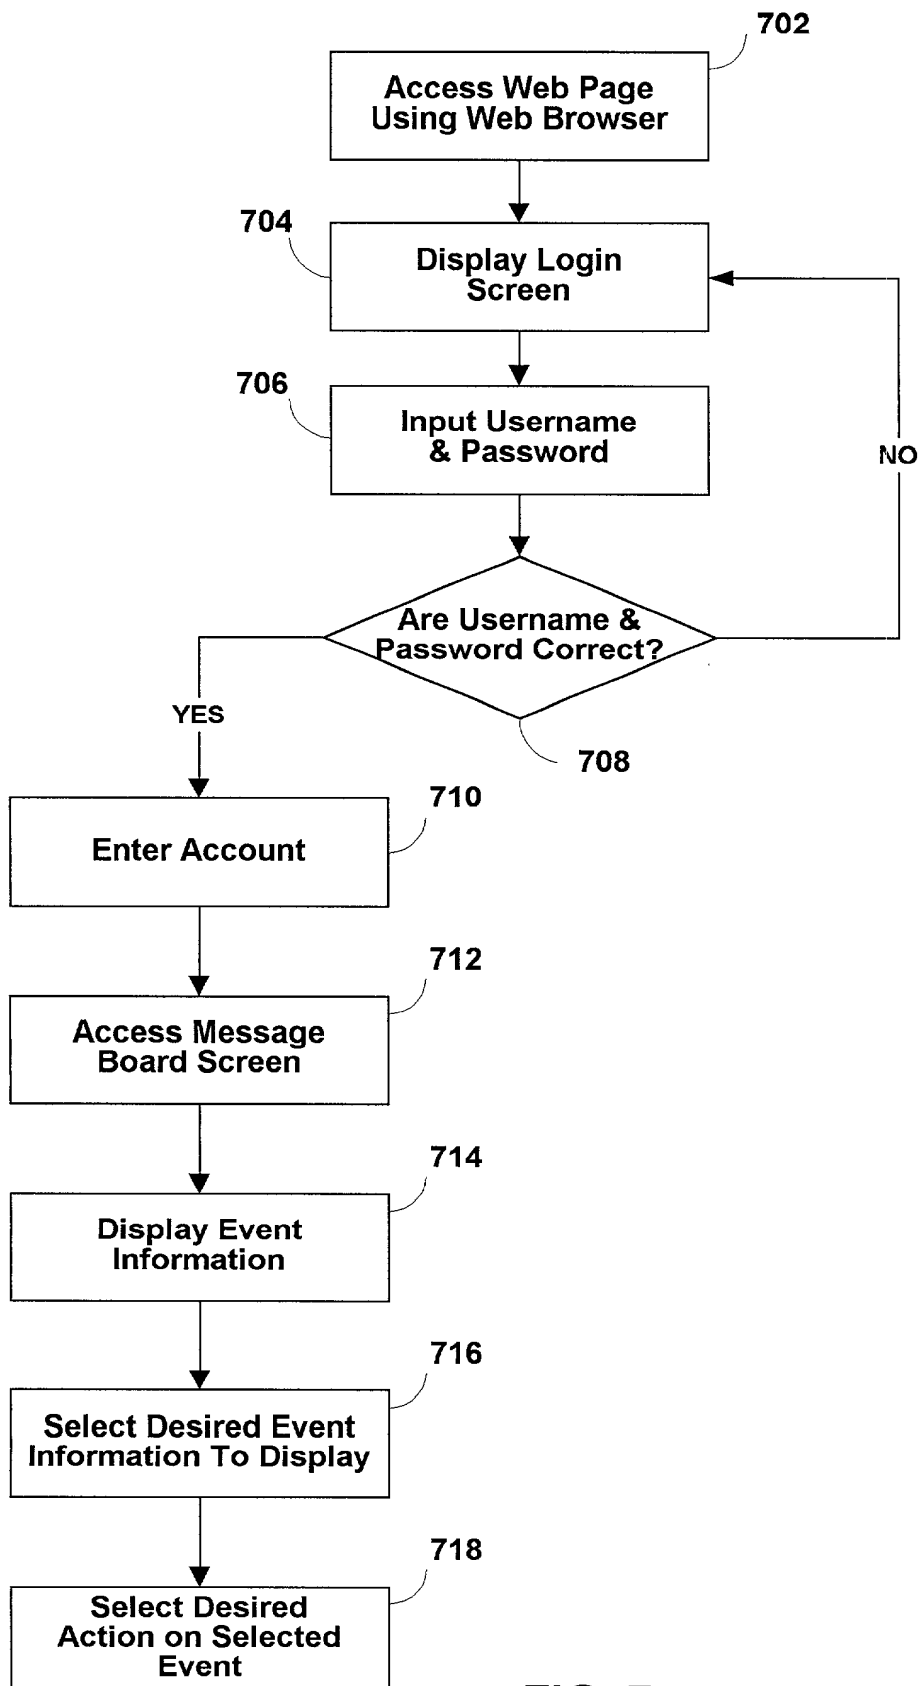 702
Access Web Page
Using Web Browser
704
Display Login
Screen
706
Input Username
& Password
NO
Are Username &
Password Correct?
YES
708
710
Enter Account
712
Access Message
Board Screen
714
Display Event
Information
716
Select Desired Event
Information To Display
718
Select Desired
Action on Selected
Event